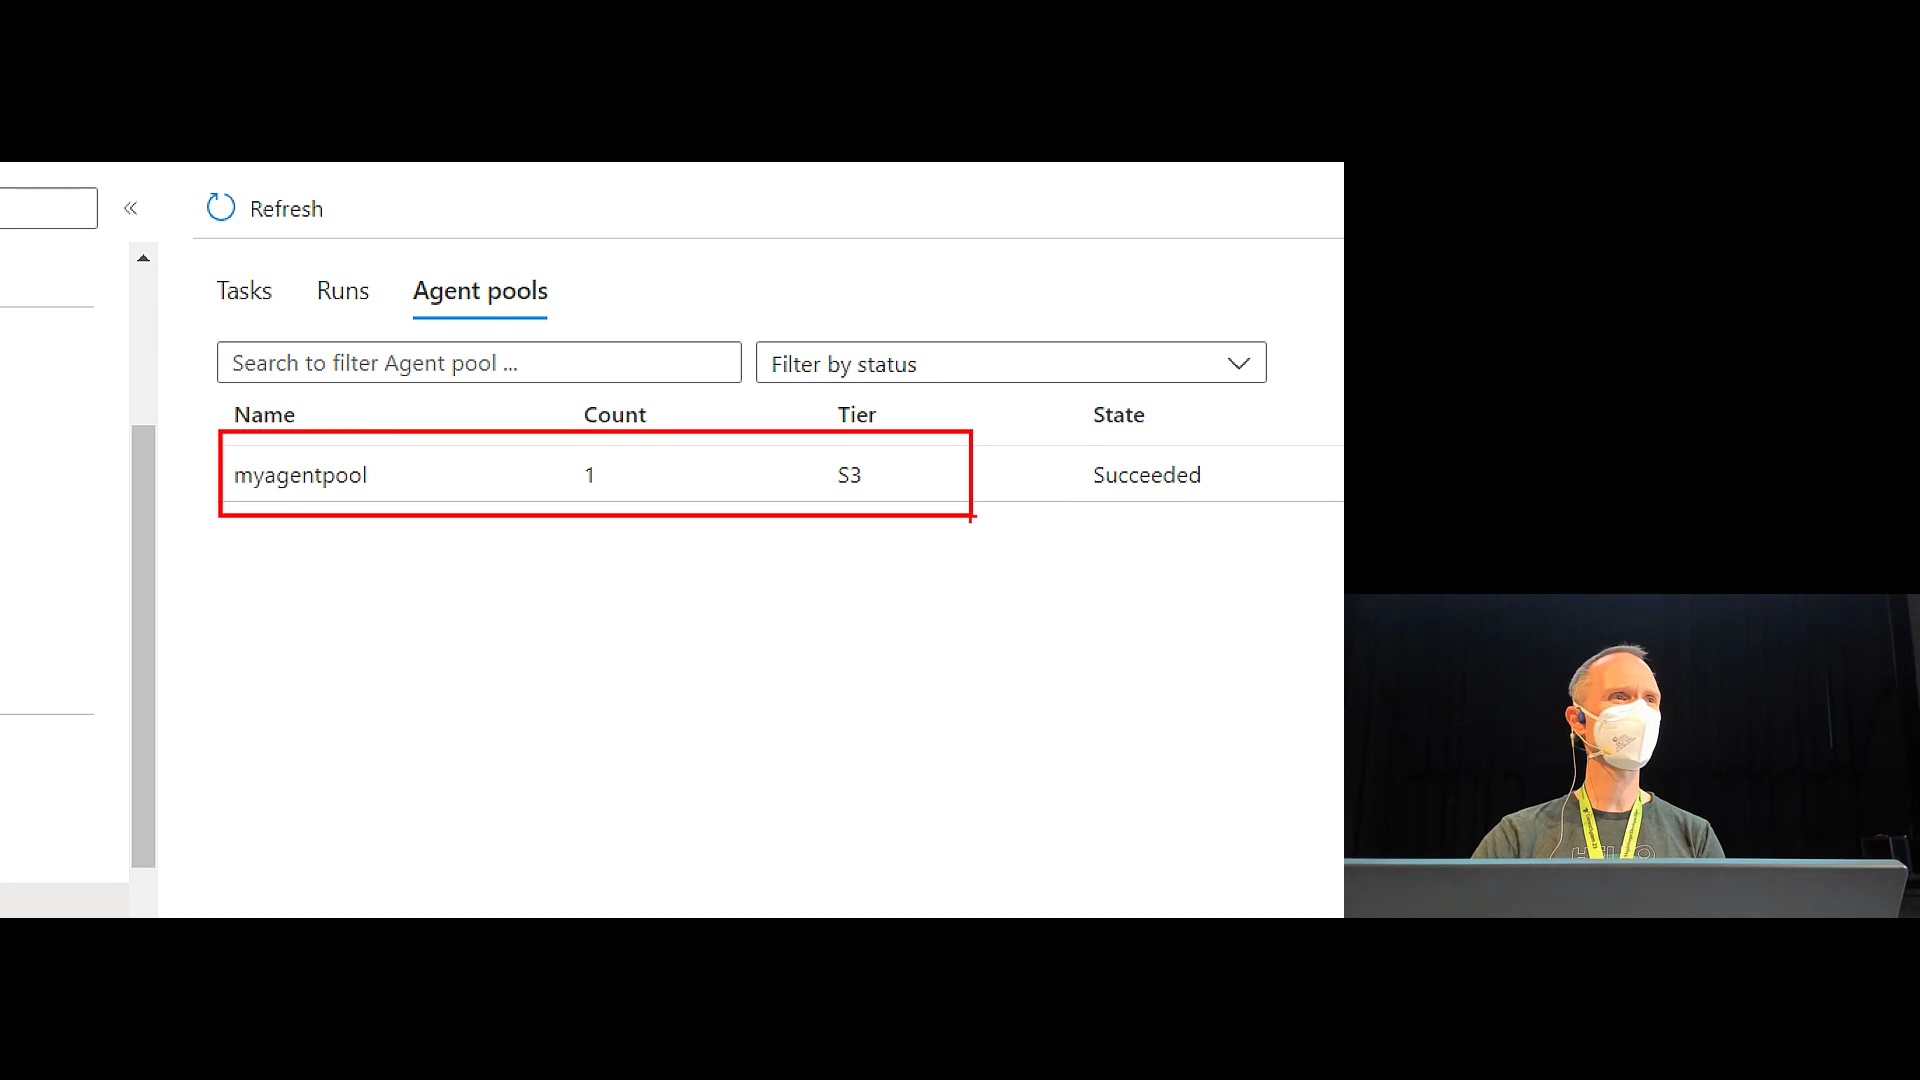 «
Refresh
Tasks Runs Agent pools
Search to filter Agent pool ...
Filter by status
Name Count Tier State
myagentpool 1 S3 Succeeded
HELLO